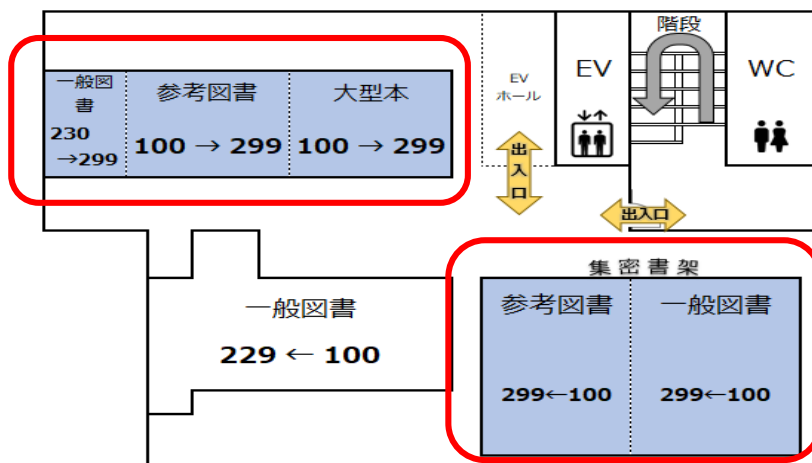 一般図
書
230
→299
参考図書
100 → 299
大型本
100 → 299
EV
ホール
EV
階段
WC
出
入
口
出入口
一般図書
229 ← 100
集密書架
参考図書
299←100
一般図書
299←100